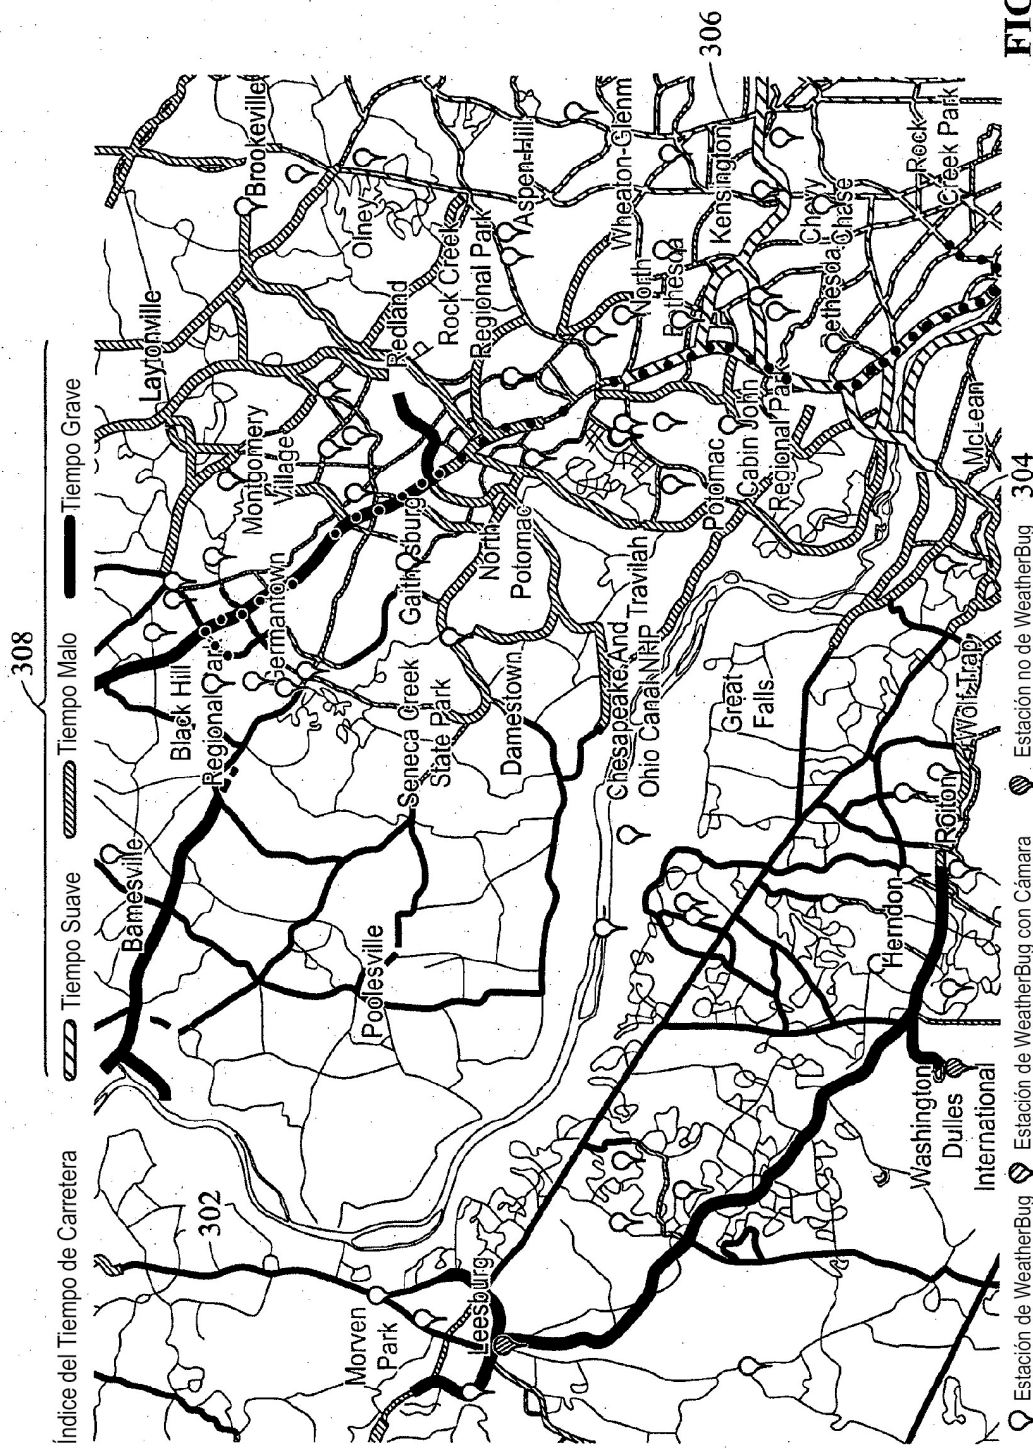 308
Índice del Tiempo de Carretera
Tiempo Suave
Tiempo Malo
Tiempo Grave
Laytonville
Brookeville
Bamesville
Black Hill
Regional Park
Montgomery
Village
Germantown
302
Olney
Redland
Rock Creek
Regional Park
Aspen-Hill
Gaithersburg
North
Potomac
Seneca Creek
State Park
Damestown
Poolesville
Morven
Park
Leesburg
Wheaton-Glenm
306
North
Bethesda
Kensington
Travilah
Chesapeake And
Ohio Canal NHP
Potomac
Cabin John
Regional Park
Chevy
Chase
Bethesda
Rock
Creek Park
Great
Falls
McLean
Wolf Trap
Herndon
Washington
Dulles
International
304
Estación de WeatherBug
Estación de WeatherBug con Cámara
Estación no de WeatherBug
FIG